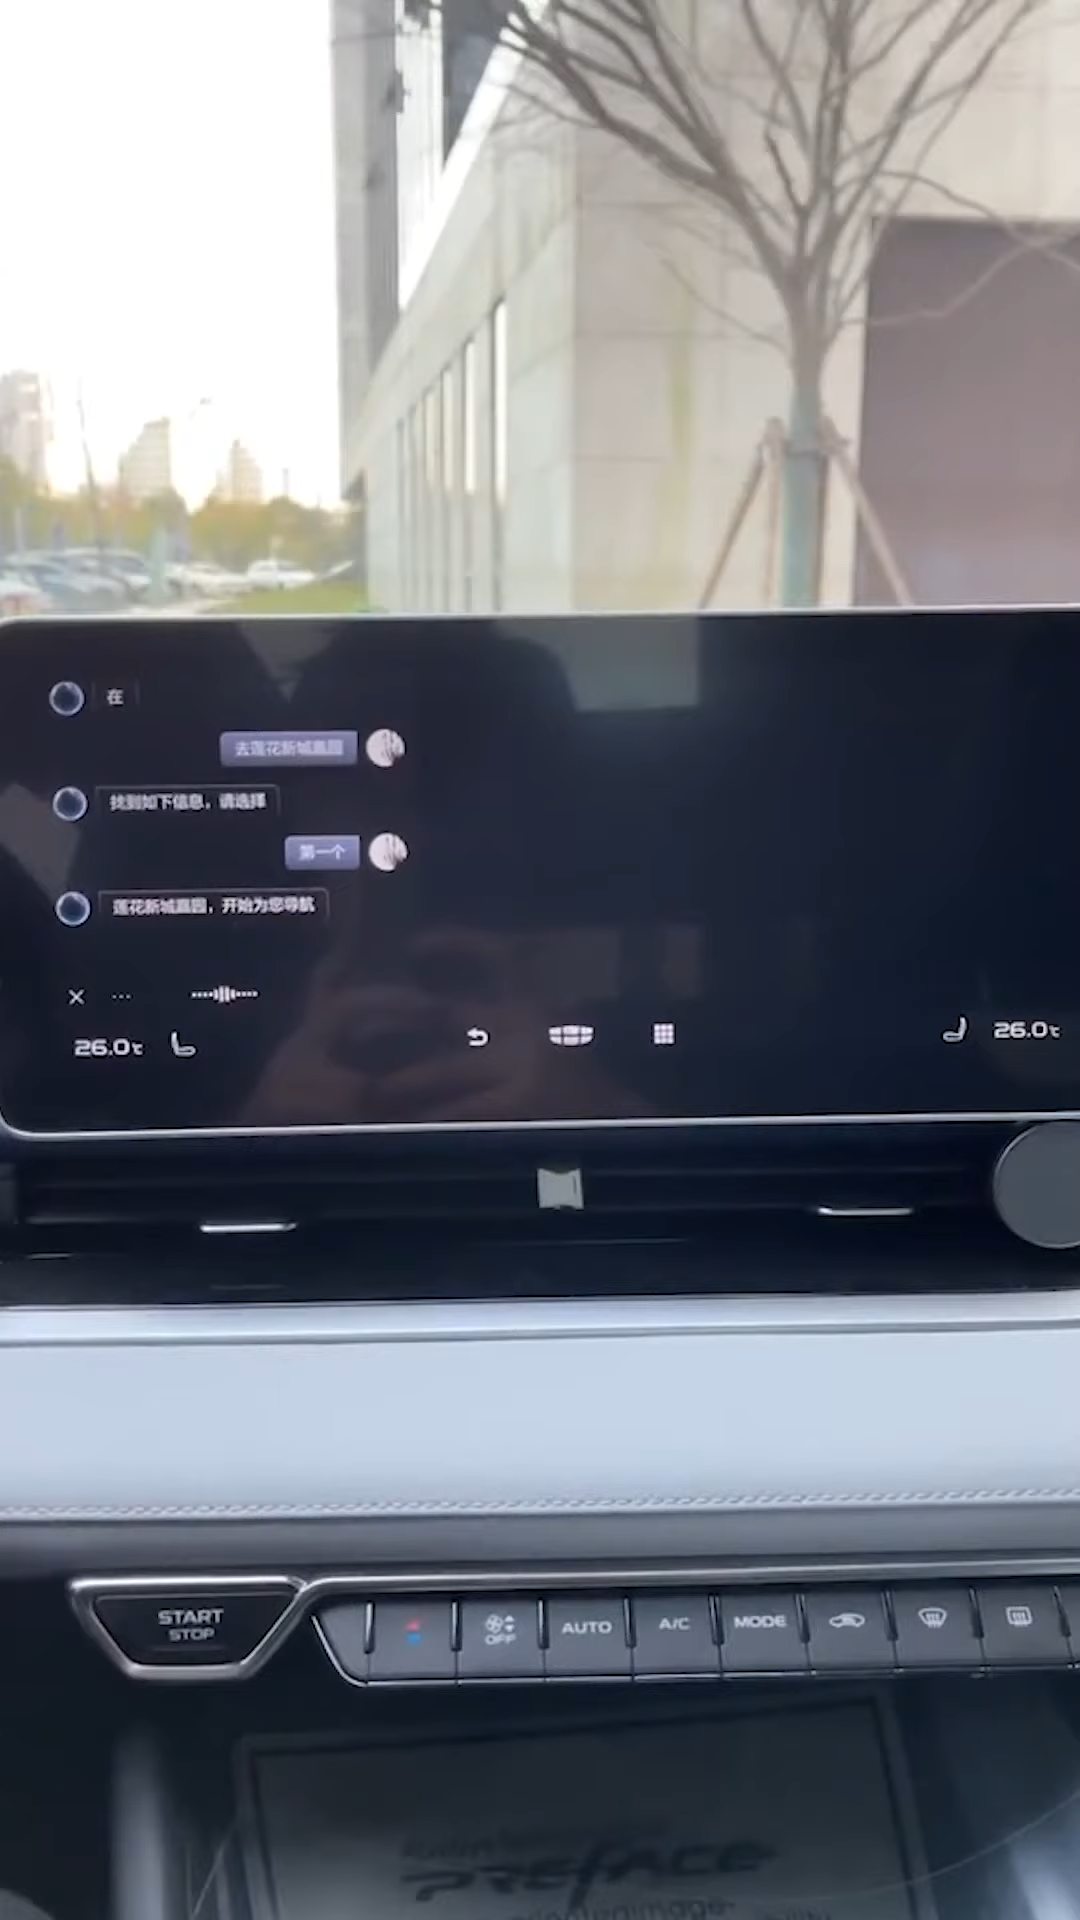 在
去莲花新城嘉园
找到如下信息，请选择
第一个
莲花新城嘉园，开始为您导航
26.0℃
26.0℃
START
STOP
OFF
AUTO
A/C
MODE
PREFACE